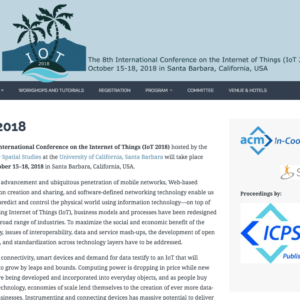 IOT
2018
The 8th International Conference on the Internet of Things (IoT 2
October 15-18, 2018 in Santa Barbara, California, USA
WORKSHOPS AND TUTORIALS REGISTRATION PROGRAM COMMITTEE VENUE & HOTELS
2018
International Conference on the Internet of Things (IoT 2018) hosted by the
Spatial Studies at the University of California, Santa Barbara will take place
ober 15-18, 2018 in Santa Barbara, California, USA.
advancement and ubiquitous penetration of mobile networks, Web-based
on creation and sharing, and software-defined networking technology enable us
redict and control the physical world using information technology—on top of
ing Internet of Things (IoT), business models and processes have been redesigned
road range of industries. To maximize the social and economic benefit of the
y, issues of interoperability, data and service mash-ups, the development of open
, and standardization across technology layers have to be addressed.
connectivity, smart devices and demand for data testify to an IoT that will
to grow by leaps and bounds. Computing power is dropping in price while new
re being developed and incorporated into everyday objects, and as people buy
echnology, economies of scale lend themselves to the creation of ever more data-
usinesses. Instrumenting and connecting devices has massive potential to deliver
acm In-Coo
S
Proceedings by:
ICPS
Publis